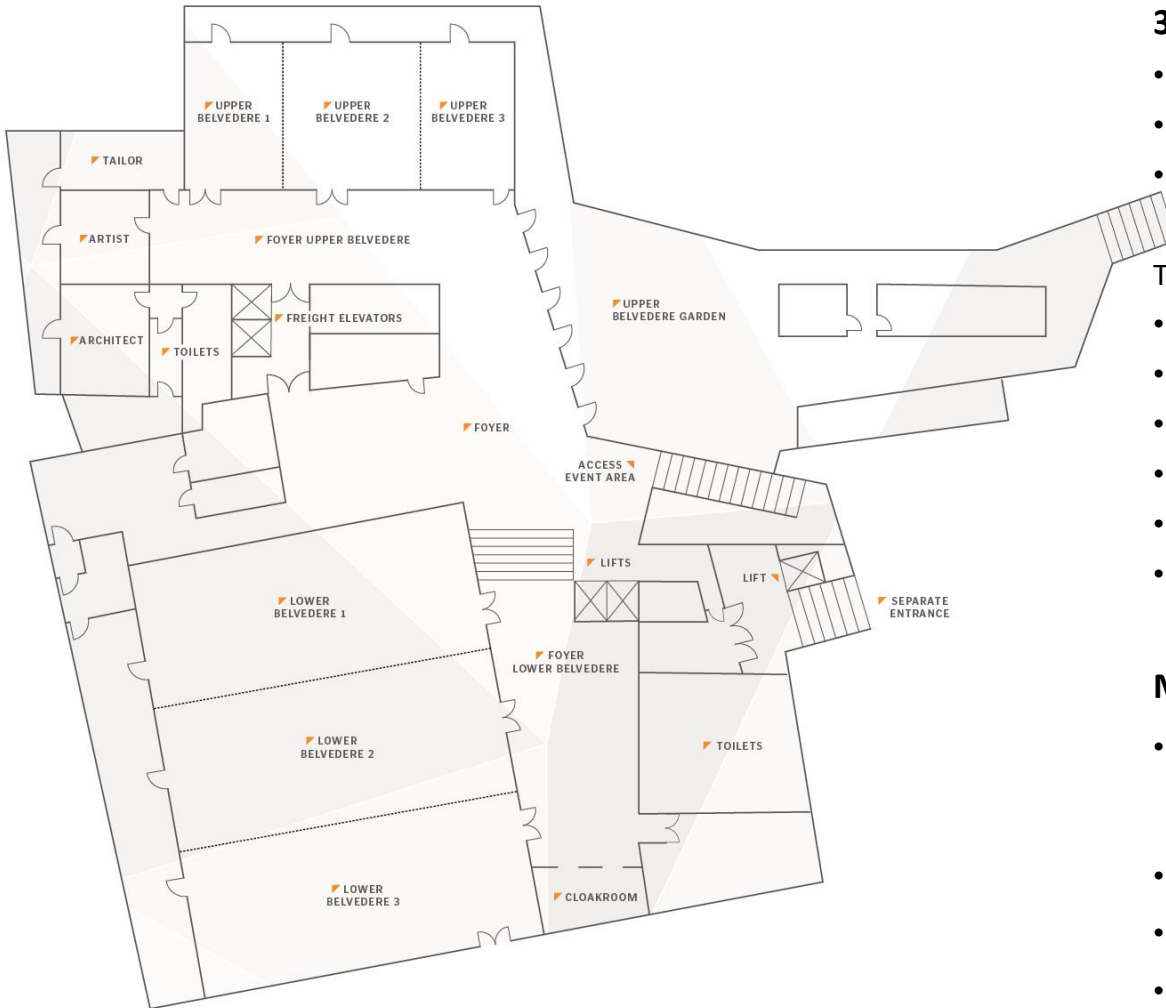 UPPER
BELVEDERE 1
UPPER
BELVEDERE 2
UPPER
BELVEDERE 3
TAILOR
ARTIST
FOYER UPPER BELVEDERE
UPPER
BELVEDERE GARDEN
FREIGHT ELEVATORS
ARCHITECT
TOILETS
FOYER
ACCESS
EVENT AREA
LIFTS
LIFT
SEPARATE
ENTRANCE
LOWER
BELVEDERE 1
FOYER
LOWER BELVEDERE
LOWER
BELVEDERE 2
TOILETS
LOWER
BELVEDERE 3
CLOAKROOM
3
•
•
•
T
•
•
•
•
•
•
M
•
•
•
•